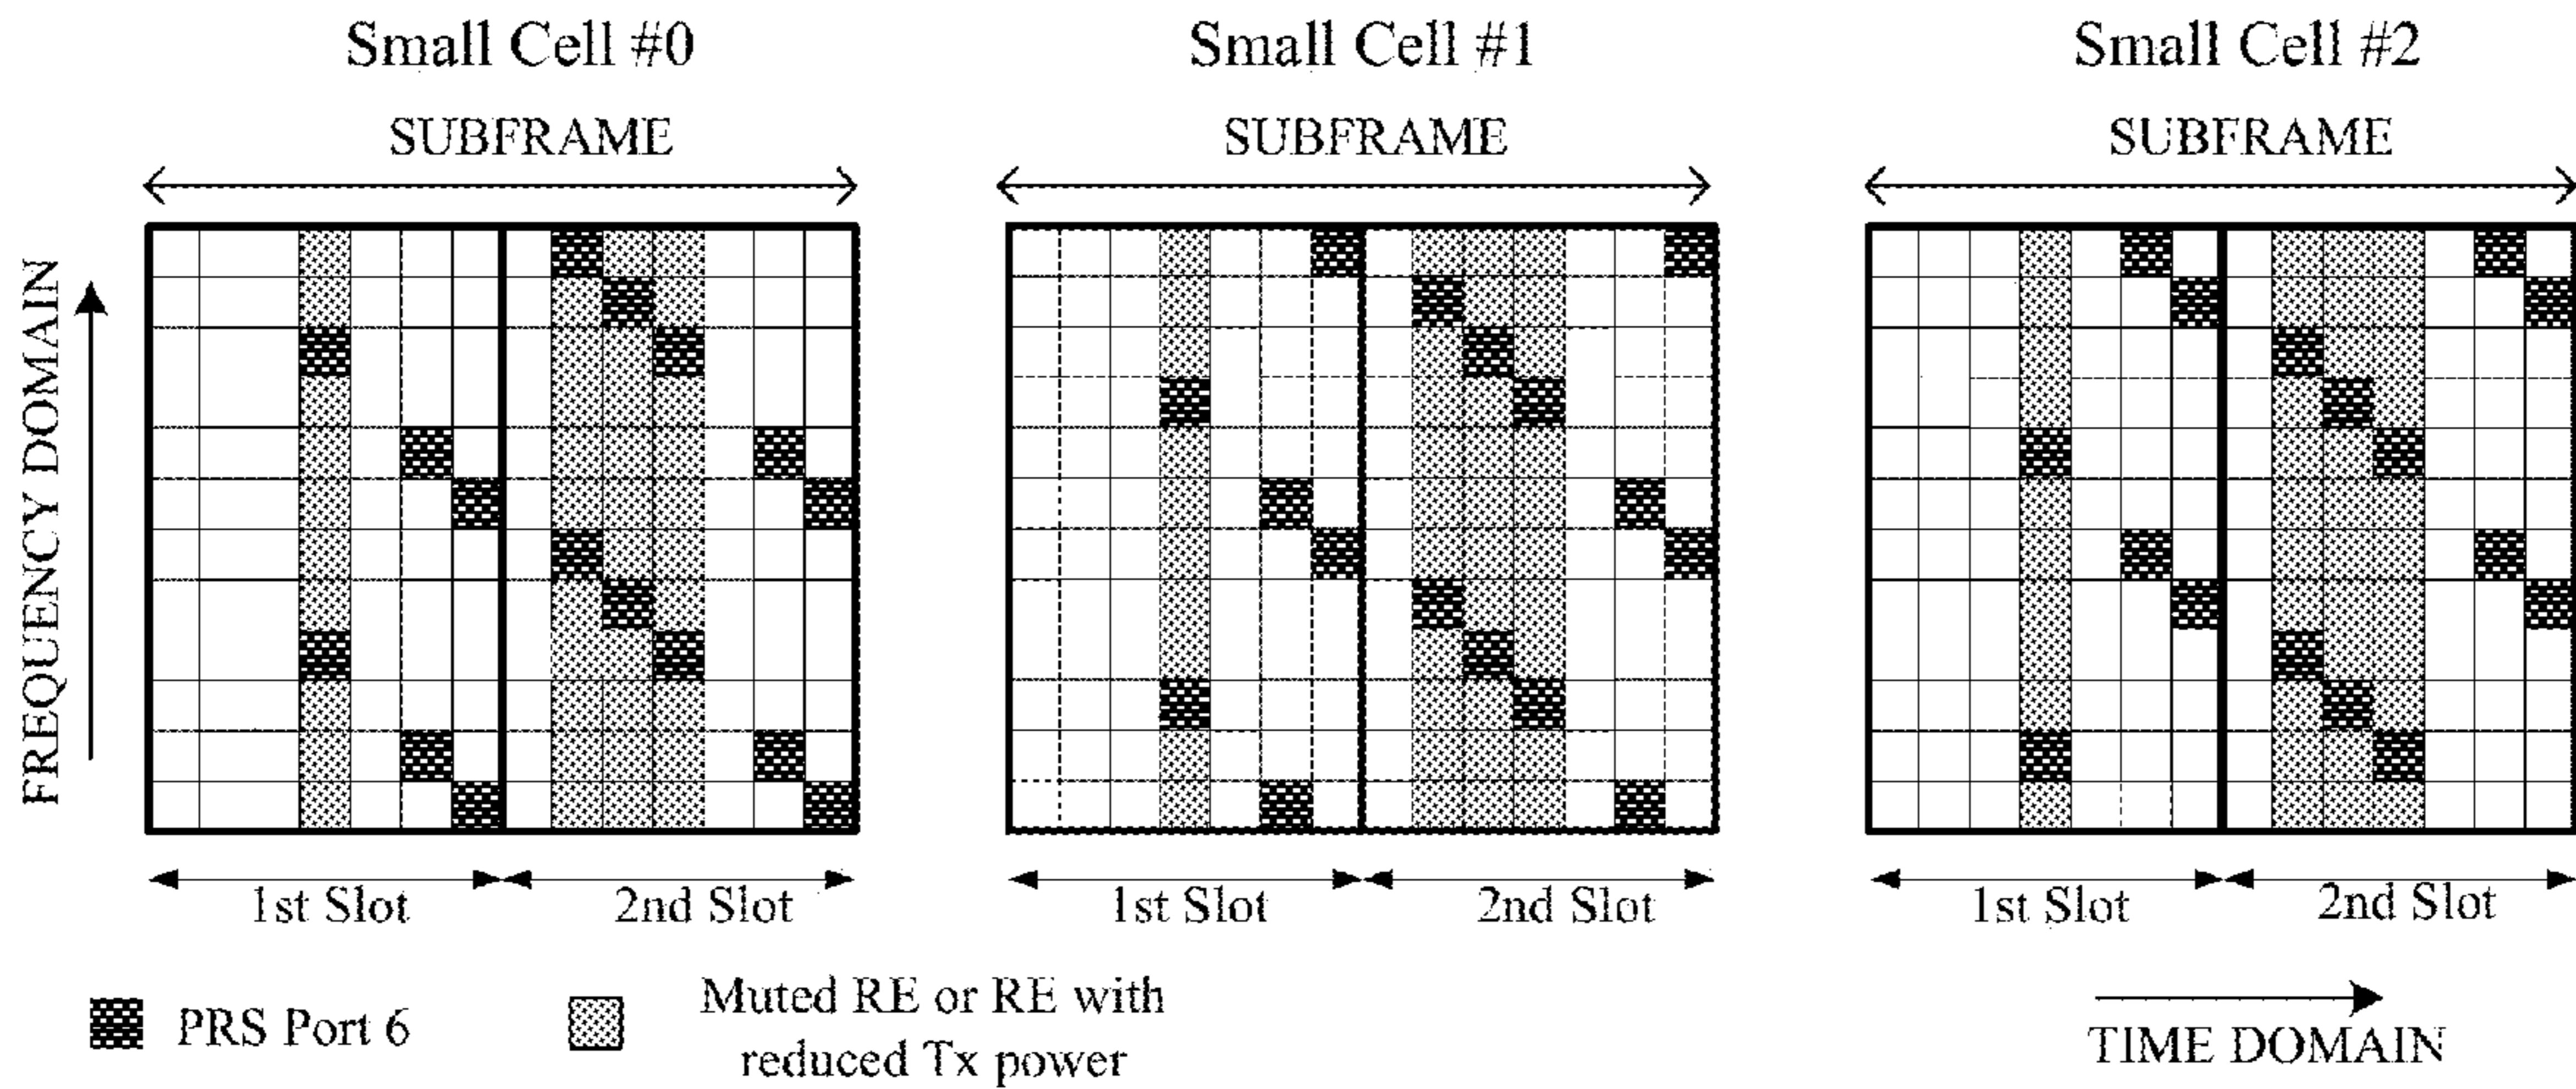 Small Cell #0
Small Cell #1
Small Cell #2
SUBFRAME
SUBFRAME
SUBFRAME
FREQUENCY DOMAIN
1st Slot
2nd Slot
1st Slot
2nd Slot
1st Slot
2nd Slot
PRS Port 6
Muted RE or RE with
reduced Tx power
TIME DOMAIN